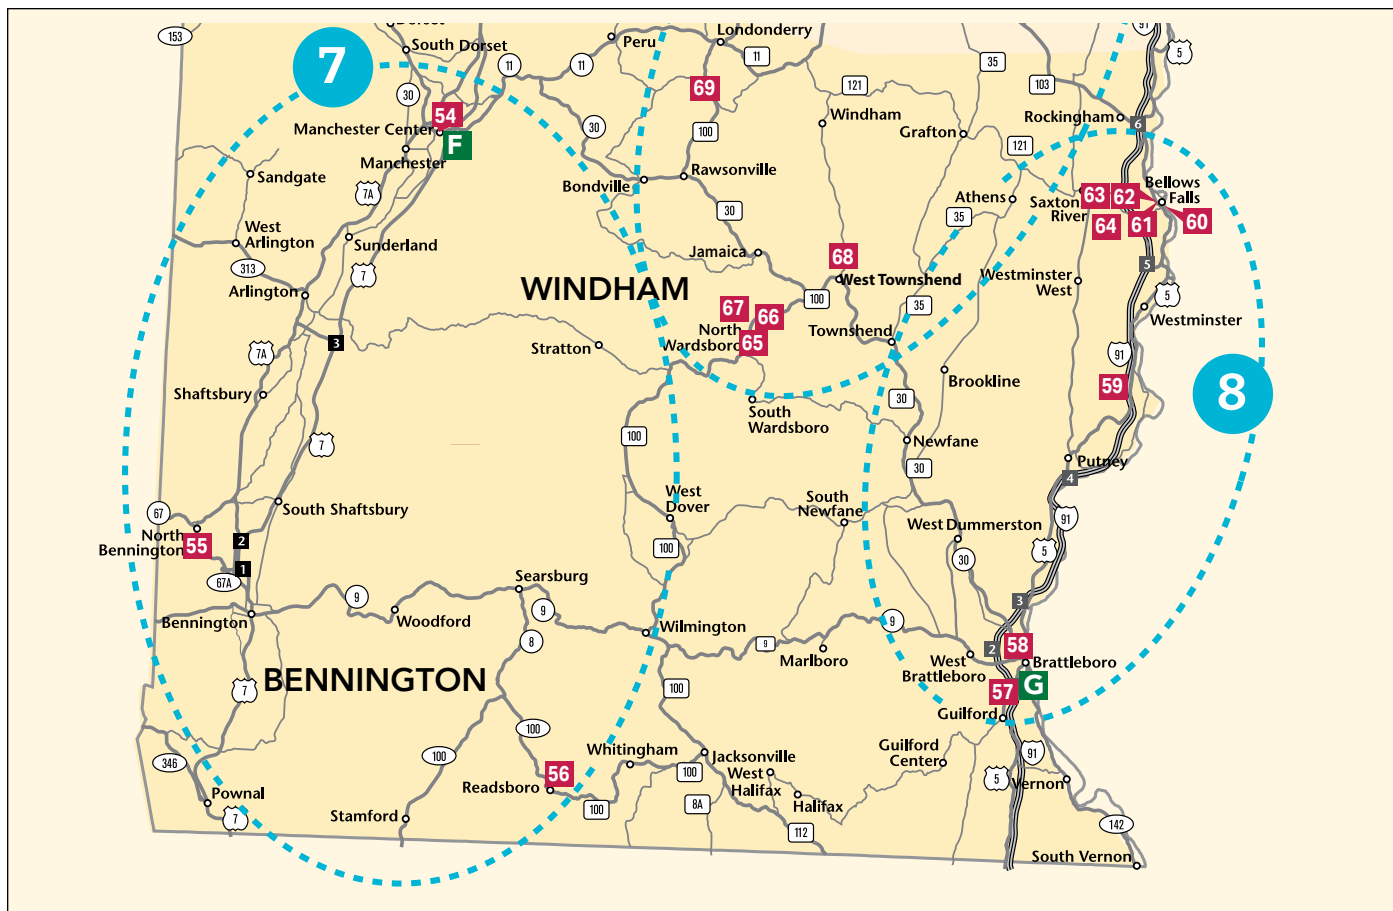 Dorset
91
153
7
South Dorset
Peru
Londonderry
5
11
11
11
35
69
121
103
30
54
Manchester Center
F
Manchester
30
100
Windham
Grafton
Rockingham
6
121
Sandgate
Bondville
Rawsonville
7A
Athens
Saxton
River
63
62
Bellows
Falls
64
61
60
30
35
West
Arlington
Sunderland
313
7
Jamaica
68
West Townshend
5
Westminster
West
5
Arlington
WINDHAM
100
35
67
66
North
Wardsboro
65
Townshend
Westminster
3
7A
Stratton
91
59
8
Brookline
Shaftsbury
30
South
Wardsboro
7
100
Newfane
30
Putney
4
67
South Shaftsbury
West
Dover
South
Newfane
91
West Dummerston
North
Bennington
55
2
1
67A
100
5
30
Searsburg
9
9
3
Bennington
Woodford
8
Wilmington
9
9
Marlboro
2
58
West
Brattleboro
Brattleboro
BENNINGTON
7
100
57
G
Guilford
100
100
346
Whitingham
Jacksonville
Guilford
Center
91
Readsboro
56
100
West
Halifax
5
Vernon
Pownal
7
Stamford
100
8A
Halifax
112
142
South Vernon